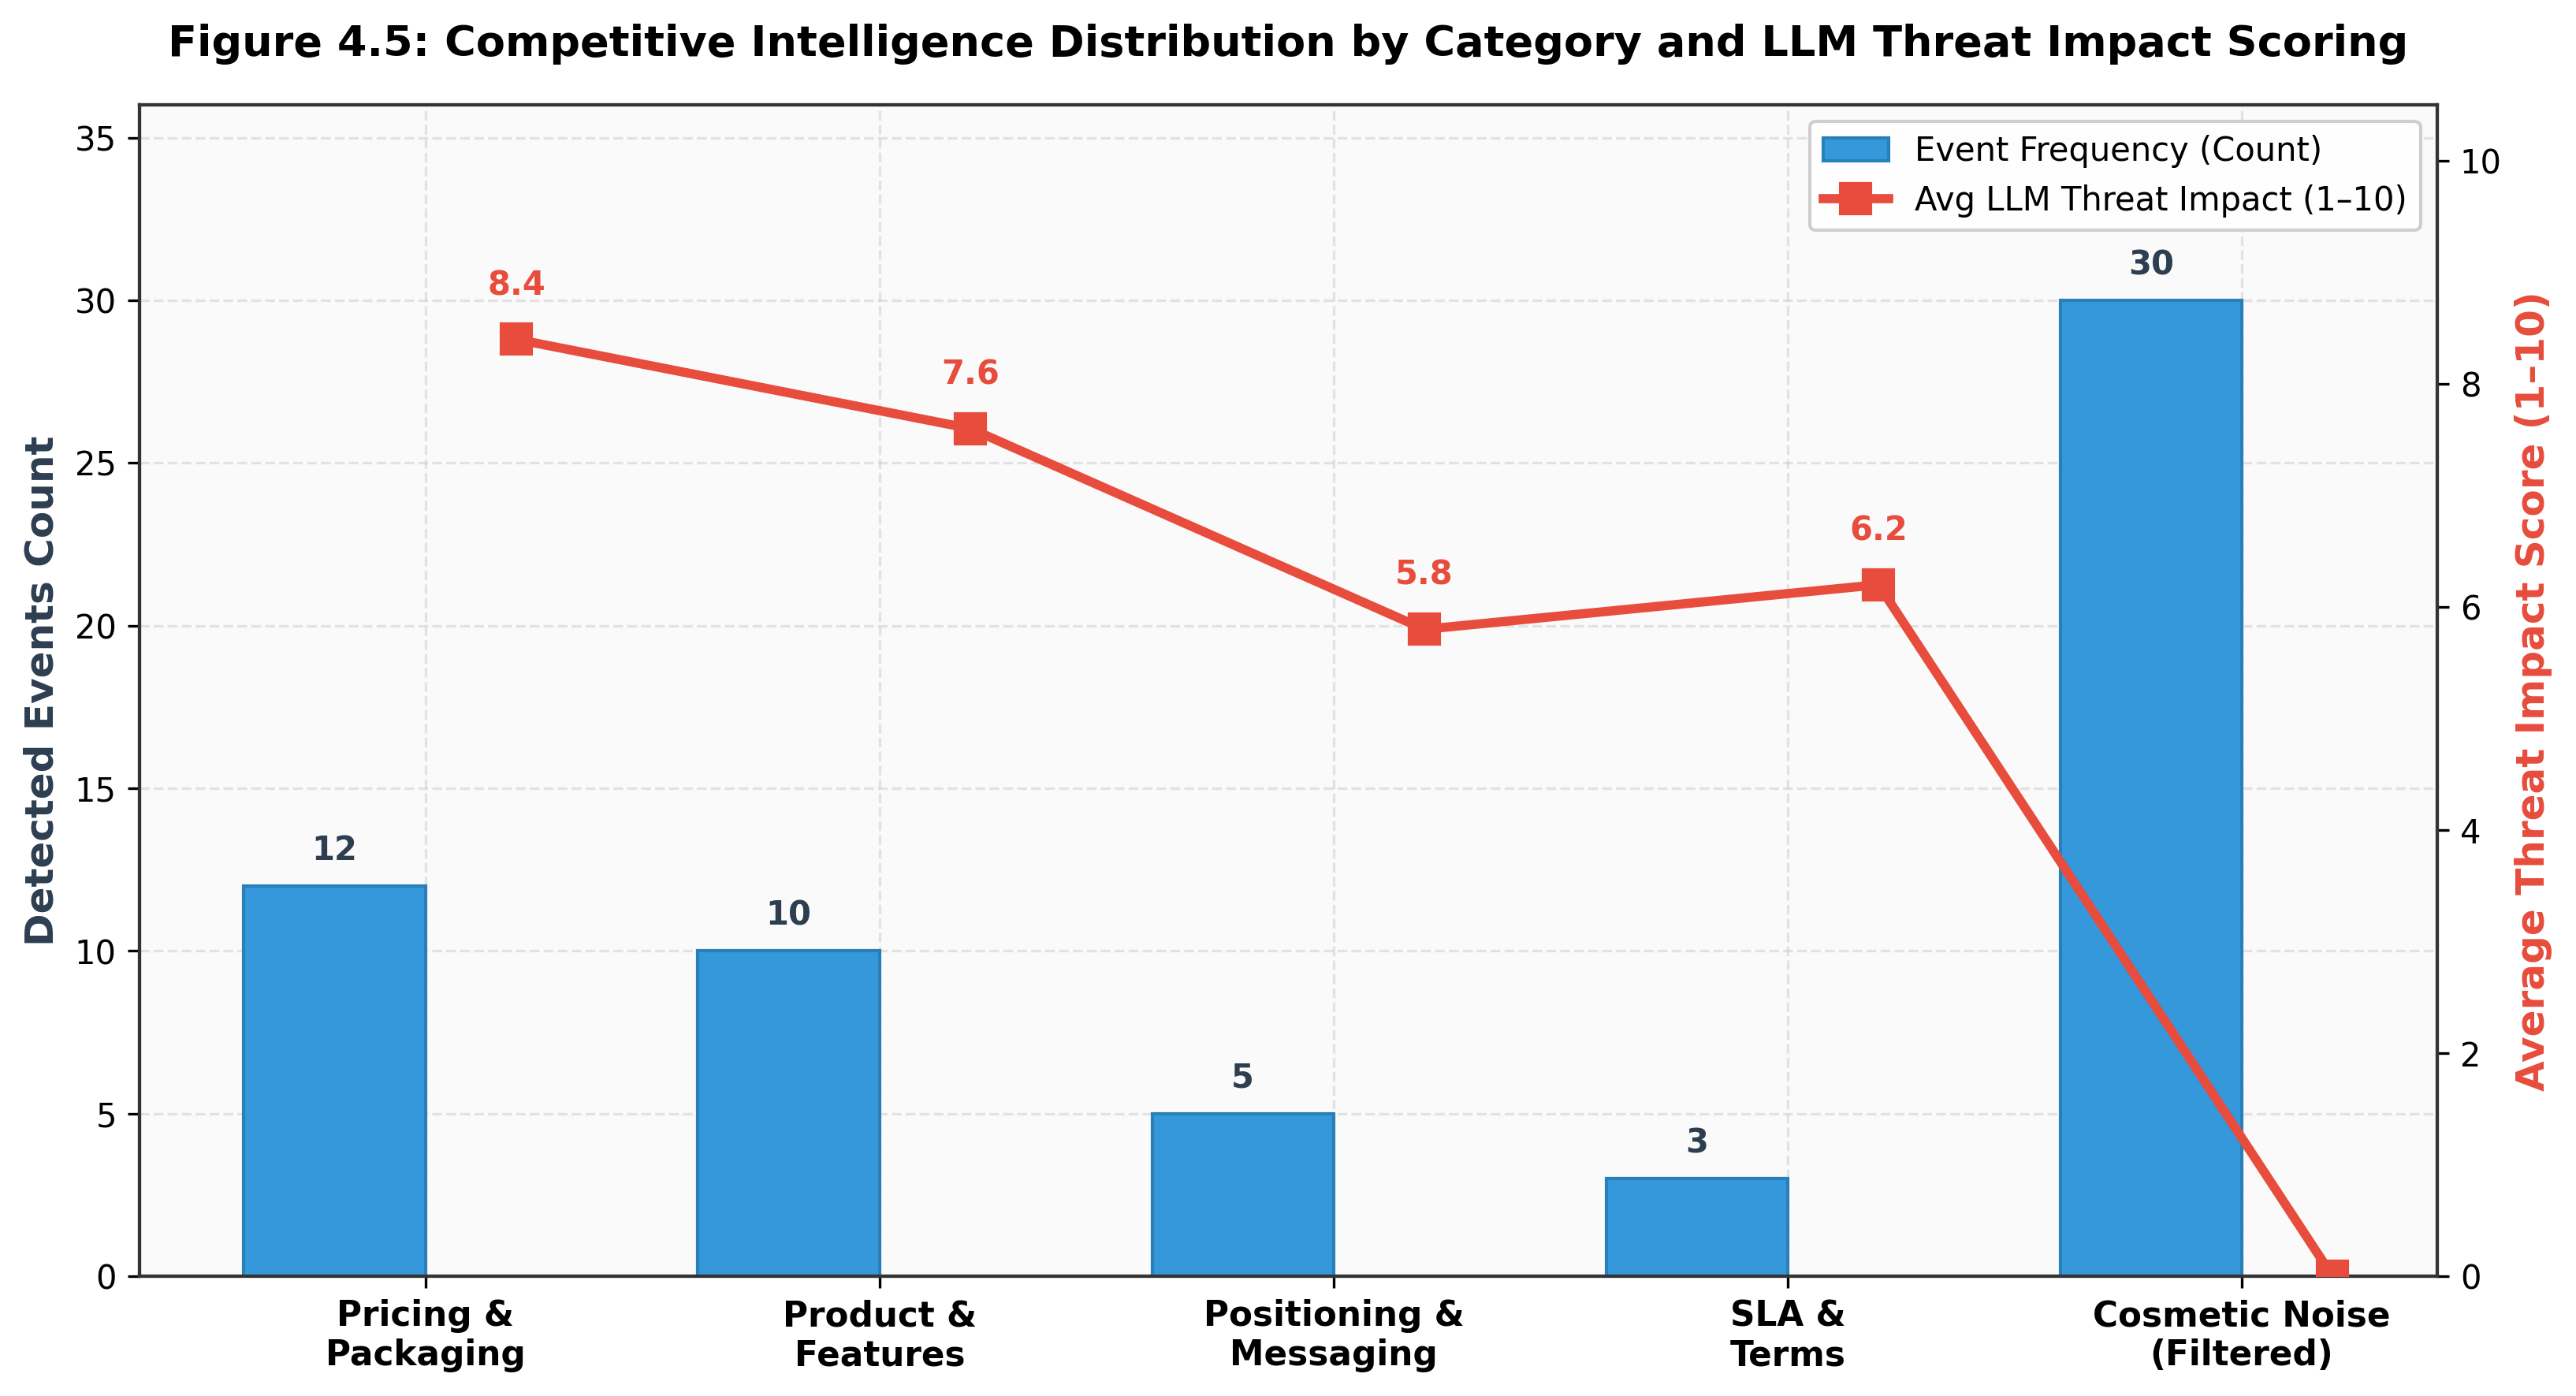 Figure 4.5: Competitive Intelligence Distribution by Category and LLM Threat Impact Scoring
Event Frequency (Count)
Avg LLM Threat Impact (1–10)
Detected Events Count
35
30
25
20
15
10
5
0
Average Threat Impact Score (1–10)
10
8
6
4
2
0
8.4
7.6
5.8
6.2
12
10
5
3
30
Pricing &
Packaging
Product &
Features
Positioning &
Messaging
SLA &
Terms
Cosmetic Noise
(Filtered)